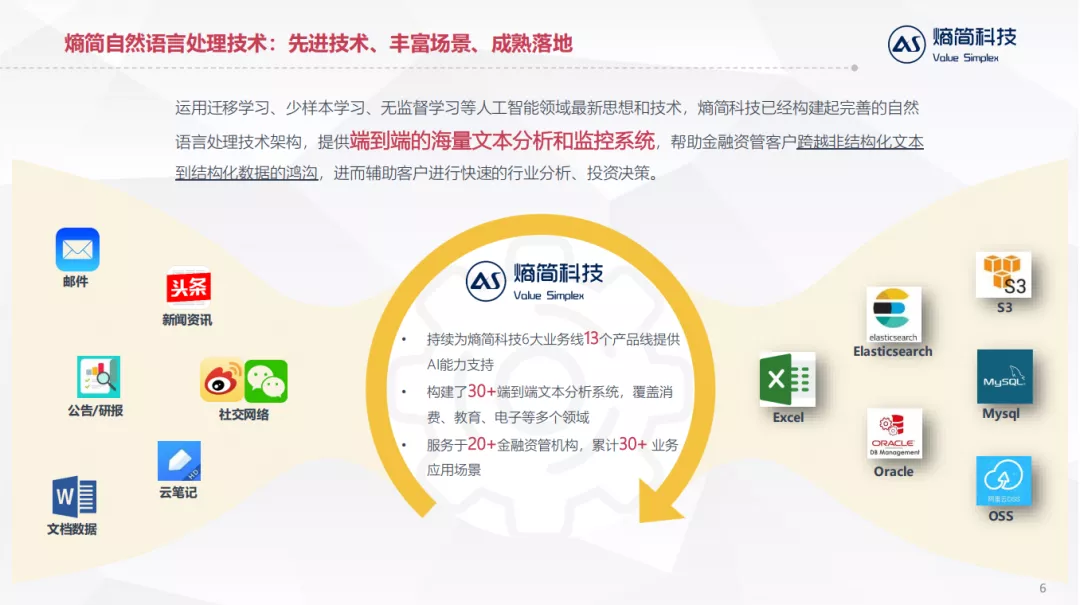 熵简自然语言处理技术：先进技术、丰富场景、成熟落地
熵简科技
Value Simplex
运用迁移学习、少样本学习、无监督学习等人工智能领域最新思想和技术，熵简科技已经构建起完善的自然
语言处理技术架构，提供端到端的海量文本分析和监控系统，帮助金融资管客户跨越非结构化文本
到结构化数据的鸿沟，进而辅助客户进行快速的行业分析、投资决策。
邮件
头条
新闻资讯
公告/研报
社交网络
HD
云笔记
W
文档数据
熵简科技
Value Simplex
• 持续为熵简科技6大业务线13个产品线提供
AI能力支持
• 构建了30+端到端文本分析系统，覆盖消
费、教育、电子等多个领域
• 服务于20+金融资管机构，累计30+ 业务
应用场景
X
Excel
elasticsearch
Elasticsearch
ORACLE
DB Management
Oracle
S3
S3
MySQL
Mysql
阿里云OSS
OSS
6